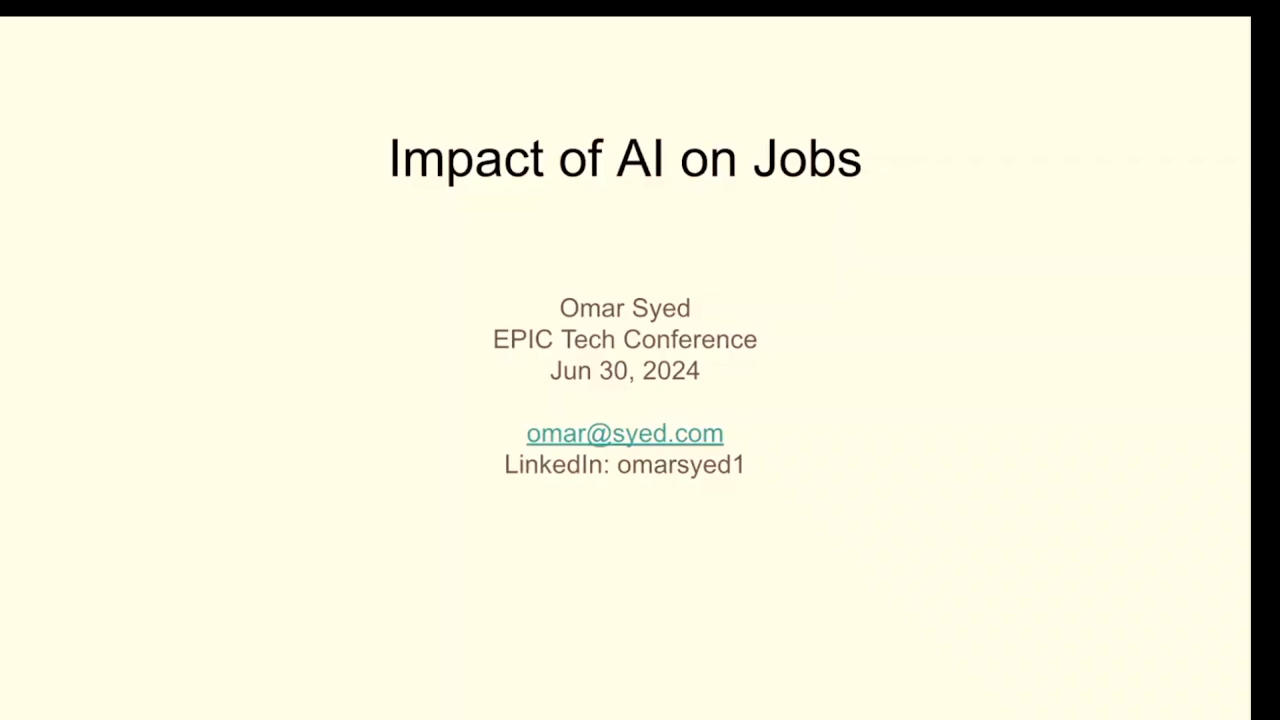 Impact of AI on Jobs
Omar Syed
EPIC Tech Conference
Jun 30, 2024
omar@syed.com
LinkedIn: omarsyed1